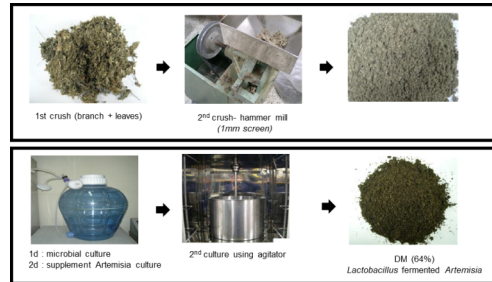 1st crush (branch + leaves)
2nd crush- hammer mill
(1mm screen)
1d : microbial culture
2d : supplement Artemisia culture
2nd culture using agitator
DM (64%)
Lactobacillus fermented Artemisia